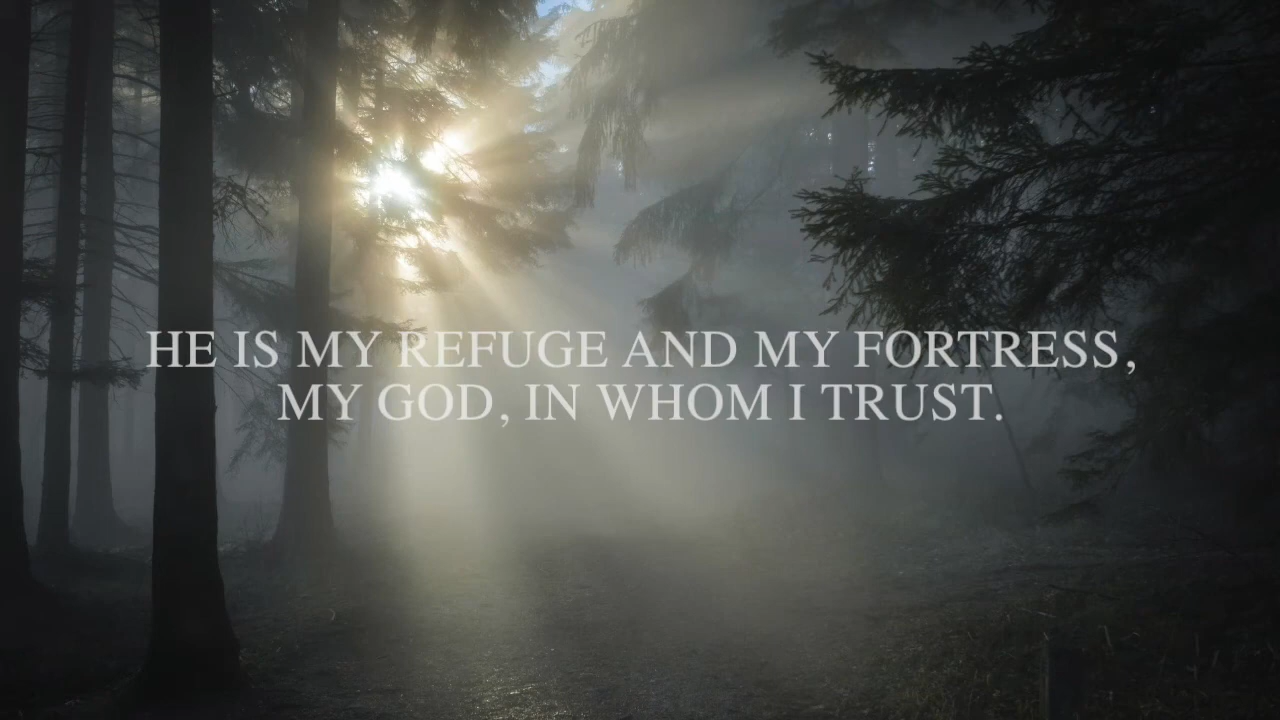 HE IS MY REFUGE AND MY FORTRESS,
MY GOD, IN WHOM I TRUST.